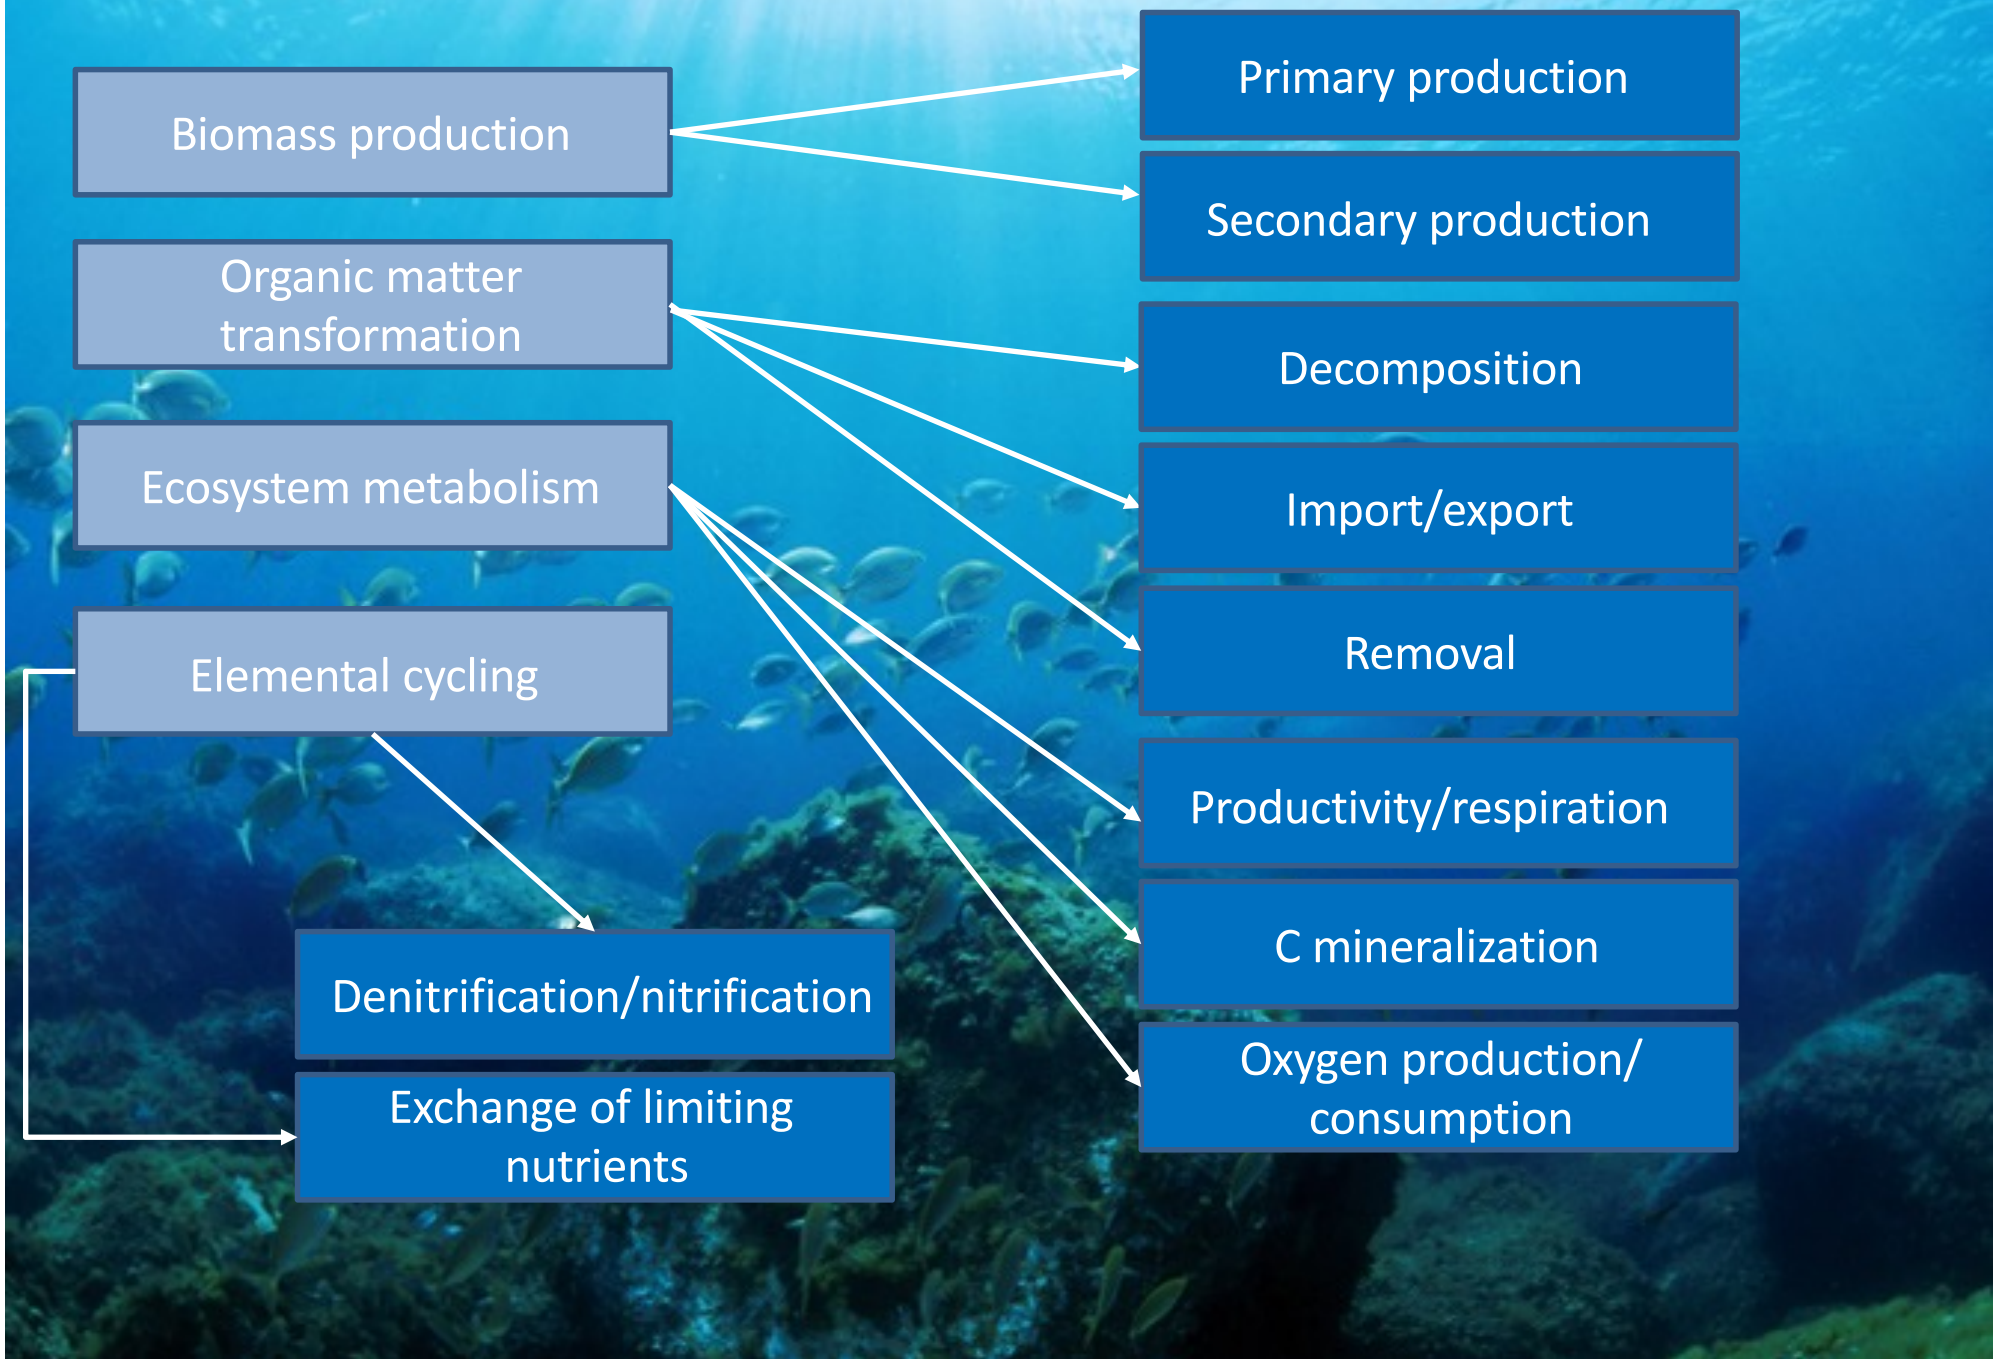 Biomass production
Organic matter
transformation
Ecosystem metabolism
Elemental cycling
Denitrification/nitrification
Exchange of limiting
nutrients
Primary production
Secondary production
Decomposition
Import/export
Removal
Productivity/respiration
C mineralization
Oxygen production/
consumption